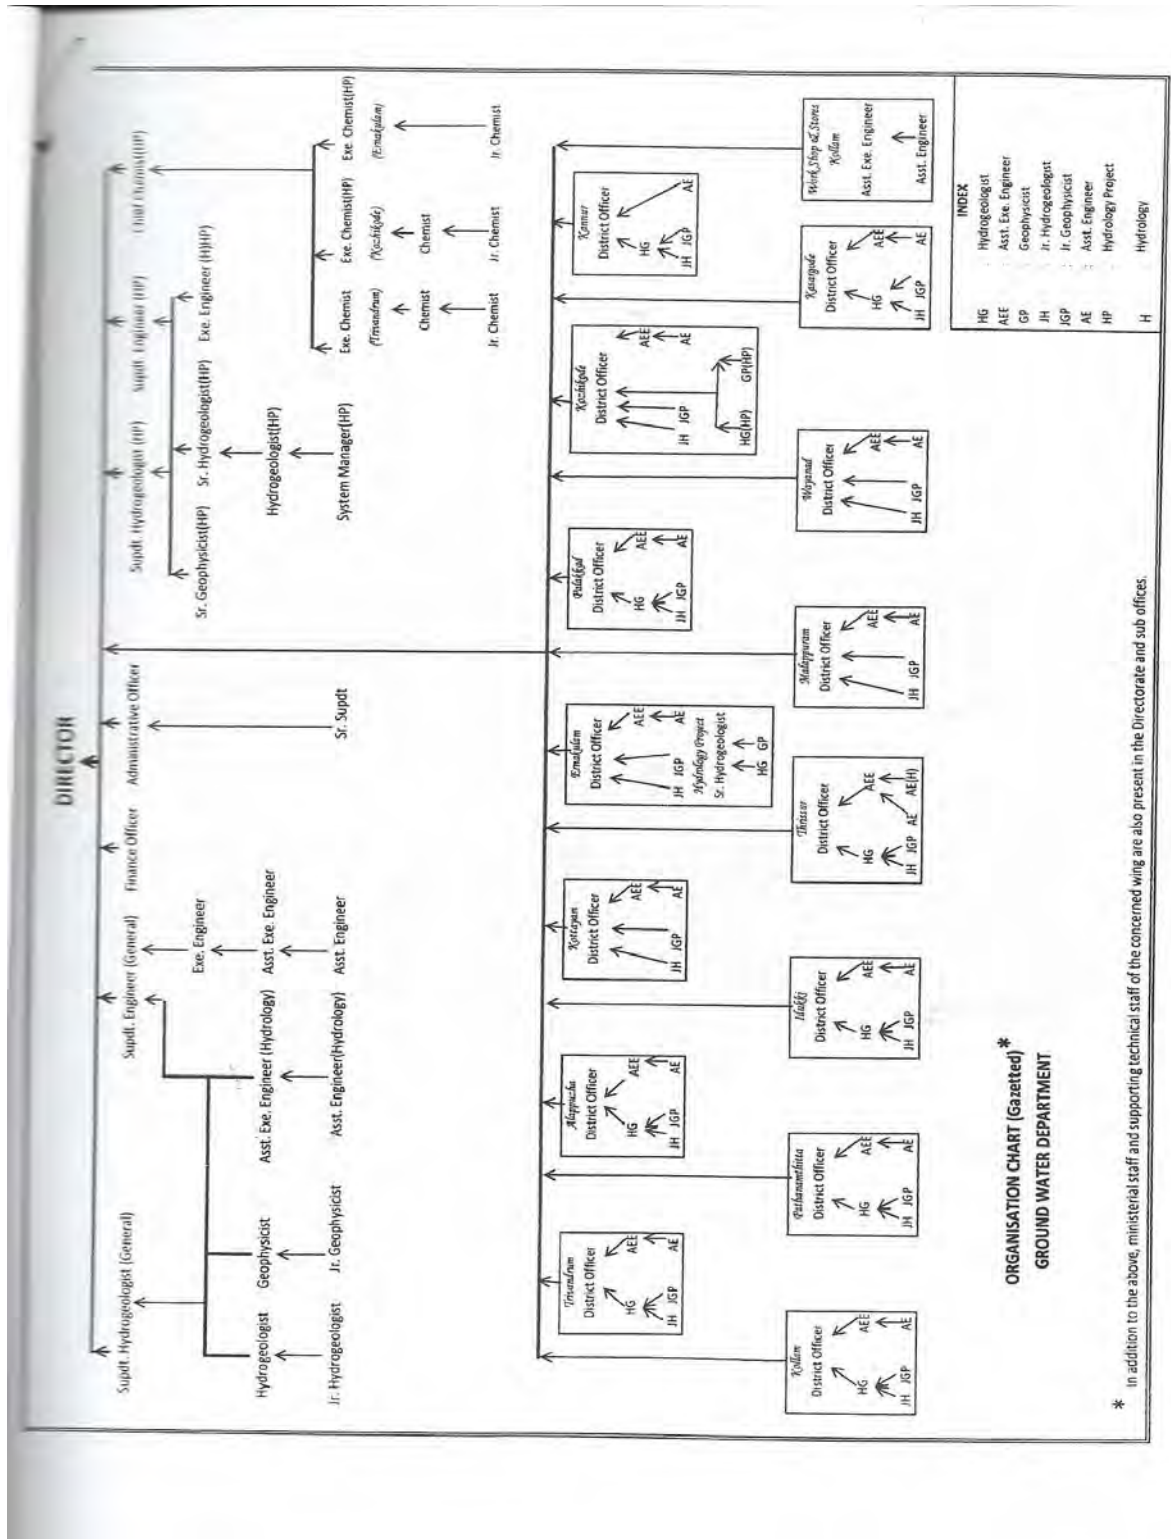 DIRECTOR
Supdt. Hydrogeologist (General)
Supdt. Engineer (General)
Finance Officer
Administrative Officer
Supdt. Hydrogeologist (HP)
Supdt. Engineer (HP)
Chief Chemist(HP)
Hydrogeologist
Jr. Hydrogeologist
Geophysicist
Jr. Geophysicist
Asst. Exe. Engineer (Hydrology)
Asst. Engineer(Hydrology)
Exe. Engineer
Asst. Exe. Engineer
Asst. Engineer
Sr. Supdt
Sr. Geophysicist(HP)
Sr. Hydrogeologist(HP)
Exe. Engineer (H)(HP)
Hydrogeologist(HP)
System Manager(HP)
Exe. Chemist
(Trivandrum)
Chemist
Jr. Chemist
Exe. Chemist(HP)
(Kozhikode)
Chemist
Jr. Chemist
Exe. Chemist(HP)
(Ernakulam)
Jr. Chemist
Trivandrum
District Officer
HG AEE
JH JGP AE
Alappuzha
District Officer
HG AEE
JH JGP AE
Kottayam
District Officer
AEE
JH JGP AE
Ernakulam
District Officer
AEE
JH JGP AE
Hydrology Project
Sr. Hydrogeologist
HG GP
Palakkad
District Officer
HG AEE
JH JGP AE
Kozhikode
District Officer
AEE
JH JGP AE
HG(HP) GP(HP)
Kannur
District Officer
HG
JH JGP AE
Kollam
District Officer
HG AEE
JH JGP AE
Pathanamthitta
District Officer
HG AEE
JH JGP AE
Idukki
District Officer
HG AEE
JH JGP AE
Thrissur
District Officer
HG AEE
JH JGP AE AE(H)
Malappuram
District Officer
AEE
JH JGP AE
Wayanad
District Officer
AEE
JH JGP AE
Kasargode
District Officer
HG AEE
JH JGP AE
Work Shop & Stores
Kollam
Asst. Exe. Engineer
Asst. Engineer
INDEX
HG : Hydrogeologist
AEE : Asst. Exe. Engineer
GP : Geophysicist
JH : Jr. Hydrogeologist
JGP : Jr. Geophysicist
AE : Asst. Engineer
HP : Hydrology Project
H : Hydrology
ORGANISATION CHART (Gazetted) *
GROUND WATER DEPARTMENT
* In addition to the above, ministerial staff and supporting technical staff of the concerned wing are also present in the Directorate and sub offices.